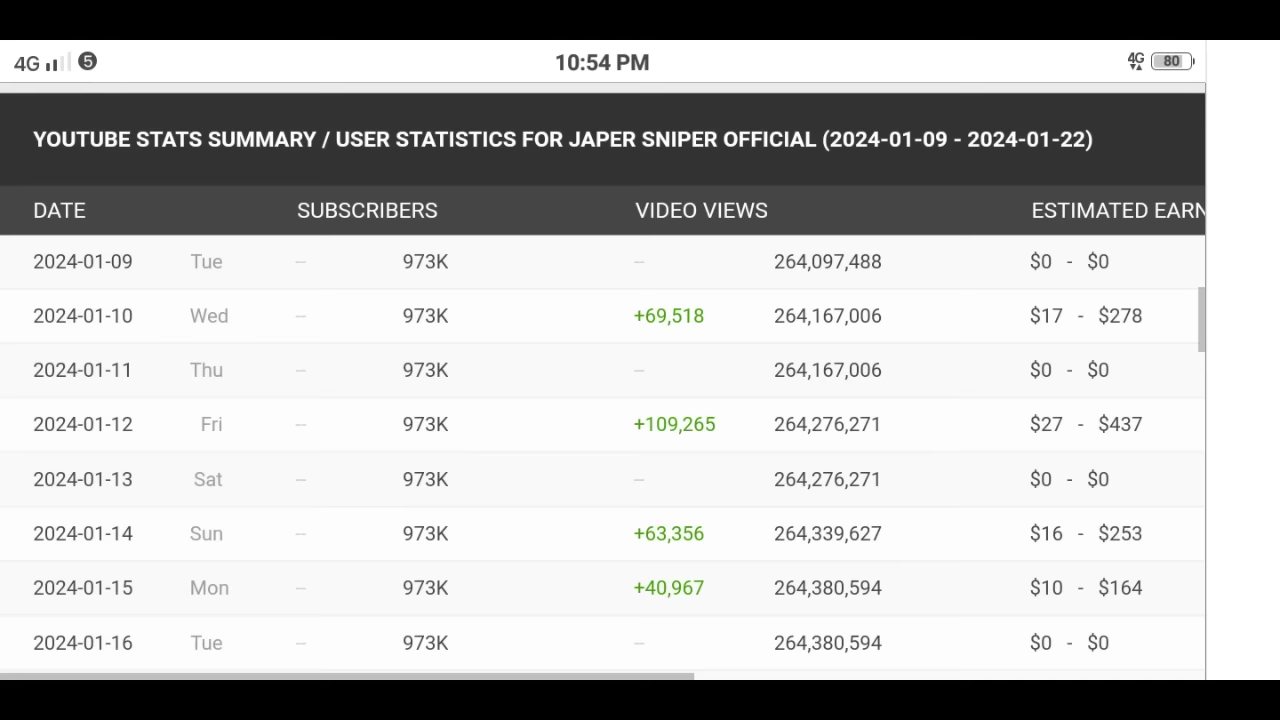 4G 5 10:54 PM 4G 80
YOUTUBE STATS SUMMARY / USER STATISTICS FOR JAPER SNIPER OFFICIAL (2024-01-09 - 2024-01-22)
DATE SUBSCRIBERS VIDEO VIEWS ESTIMATED EARN
2024-01-09 Tue -- 973K -- 264,097,488 $0 - $0
2024-01-10 Wed -- 973K +69,518 264,167,006 $17 - $278
2024-01-11 Thu -- 973K -- 264,167,006 $0 - $0
2024-01-12 Fri -- 973K +109,265 264,276,271 $27 - $437
2024-01-13 Sat -- 973K -- 264,276,271 $0 - $0
2024-01-14 Sun -- 973K +63,356 264,339,627 $16 - $253
2024-01-15 Mon -- 973K +40,967 264,380,594 $10 - $164
2024-01-16 Tue -- 973K -- 264,380,594 $0 - $0